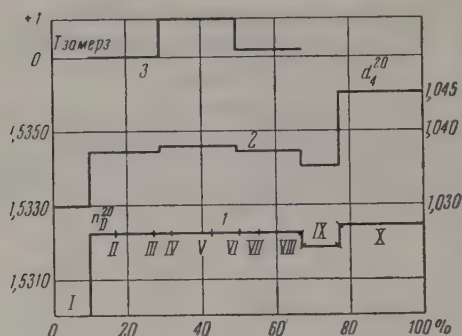 + 1
T замерз
0
3
d₄²⁰
1,045
1,5350
2
1,040
1,5330
n_D²⁰
1
1,030
II III IV V VI VII VIII IX X
1,5310
I
0 20 40 60 80 100 %